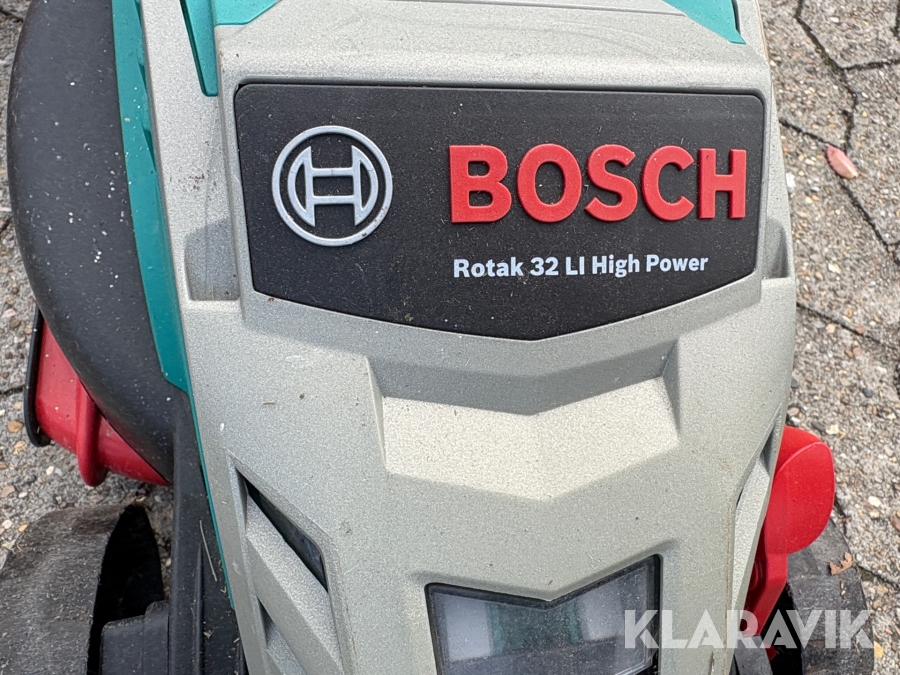 BOSCH
Rotak 32 LI High Power
KLARAVIK